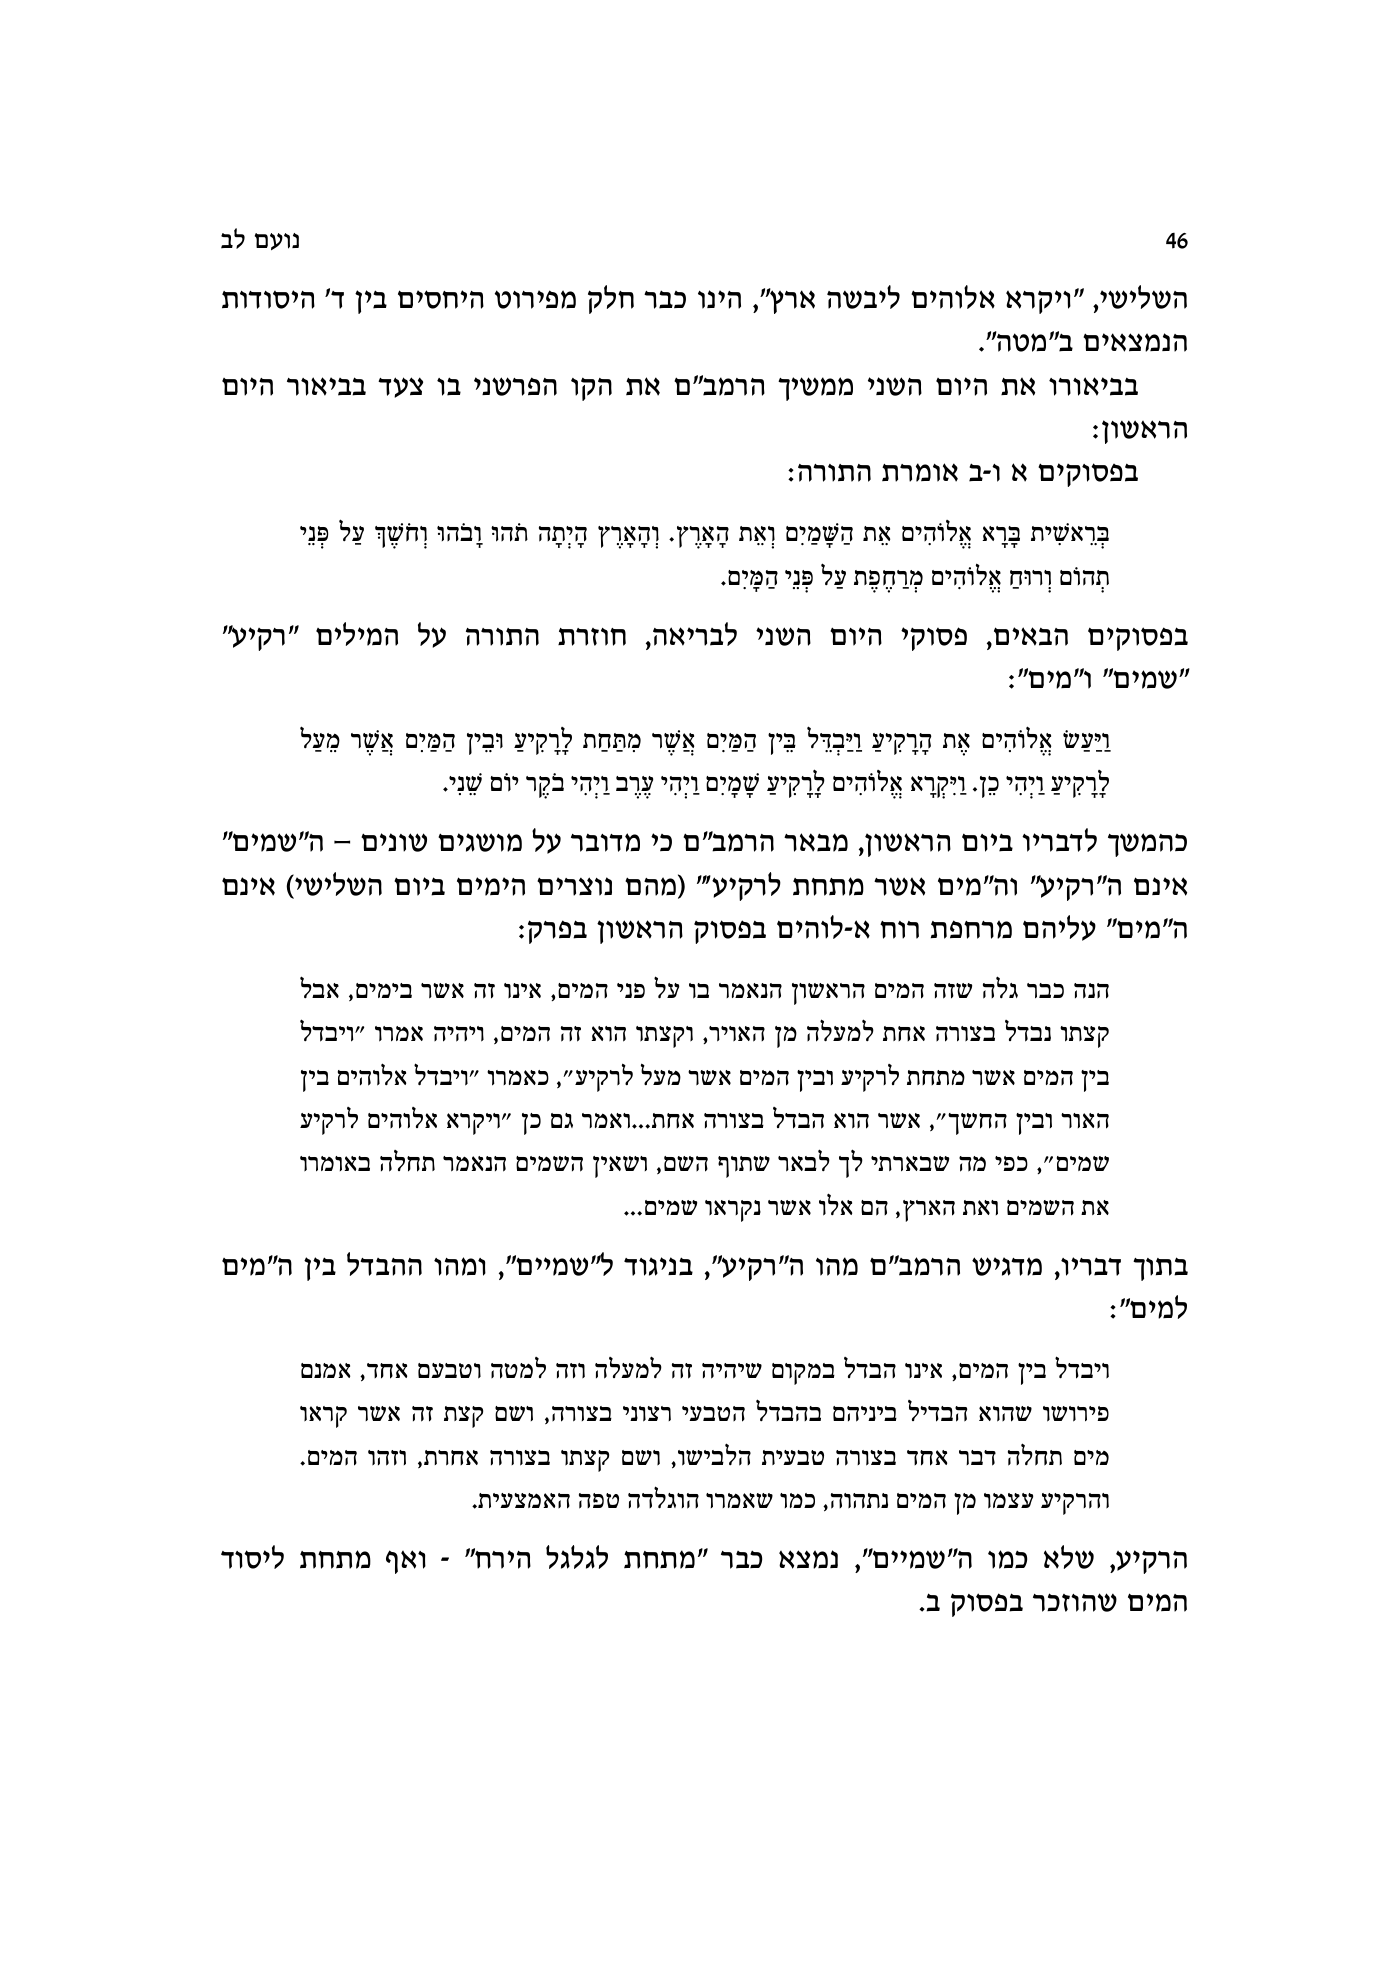 46 נועם לב
השלישי, "ויקרא אלוהים ליבשה ארץ", הינו כבר חלק מפירוט היחסים בין ד' היסודות
הנמצאים ב"מטה".
בביאורו את היום השני ממשיך הרמב"ם את הקו הפרשני בו צעד בביאור היום
הראשון:
בפסוקים א ו-ב אומרת התורה:
בְּרֵאשִׁית בָּרָא אֱלוֹהִים אֵת הַשָּׁמַיִם וְאֵת הָאָרֶץ. וְהָאָרֶץ הָיְתָה תֹהוּ וָבֹהוּ וְחֹשֶׁךְ עַל פְּנֵי
תְהוֹם וְרוּחַ אֱלוֹהִים מְרַחֶפֶת עַל פְּנֵי הַמָּיִם.
בפסוקים הבאים, פסוקי היום השני לבריאה, חוזרת התורה על המילים "רקיע"
"שמים" ו"מים":
וַיַּעַשׂ אֱלוֹהִים אֶת הָרָקִיעַ וַיַּבְדֵּל בֵּין הַמַּיִם אֲשֶׁר מִתַּחַת לָרָקִיעַ וּבֵין הַמַּיִם אֲשֶׁר מֵעַל
לָרָקִיעַ וַיְהִי כֵן. וַיִּקְרָא אֱלוֹהִים לָרָקִיעַ שָׁמָיִם וַיְהִי עֶרֶב וַיְהִי בֹקֶר יוֹם שֵׁנִי.
כהמשך לדבריו ביום הראשון, מבאר הרמב"ם כי מדובר על מושגים שונים – ה"שמים"
אינם ה"רקיע" וה"מים אשר מתחת לרקיע'" (מהם נוצרים הימים ביום השלישי) אינם
ה"מים" עליהם מרחפת רוח א-לוהים בפסוק הראשון בפרק:
הנה כבר גלה שזה המים הראשון הנאמר בו על פני המים, אינו זה אשר בימים, אבל
קצתו נבדל בצורה אחת למעלה מן האויר, וקצתו הוא זה המים, ויהיה אמרו "ויבדל
בין המים אשר מתחת לרקיע ובין המים אשר מעל לרקיע", כאמרו "ויבדל אלוהים בין
האור ובין החשך", אשר הוא הבדל בצורה אחת...ואמר גם כן "ויקרא אלוהים לרקיע
שמים", כפי מה שבארתי לך לבאר שתוף השם, ושאין השמים הנאמר תחלה באומרו
את השמים ואת הארץ, הם אלו אשר נקראו שמים...
בתוך דבריו, מדגיש הרמב"ם מהו ה"רקיע", בניגוד ל"שמיים", ומהו ההבדל בין ה"מים
למים":
ויבדל בין המים, אינו הבדל במקום שיהיה זה למעלה וזה למטה וטבעם אחד, אמנם
פירושו שהוא הבדיל ביניהם בהבדל הטבעי רצוני בצורה, ושם קצת זה אשר קראו
מים תחלה דבר אחד בצורה טבעית הלבישו, ושם קצתו בצורה אחרת, וזהו המים.
והרקיע עצמו מן המים נתהוה, כמו שאמרו הוגלדה טפה האמצעית.
הרקיע, שלא כמו ה"שמיים", נמצא כבר "מתחת לגלגל הירח" - ואף מתחת ליסוד
המים שהוזכר בפסוק ב.